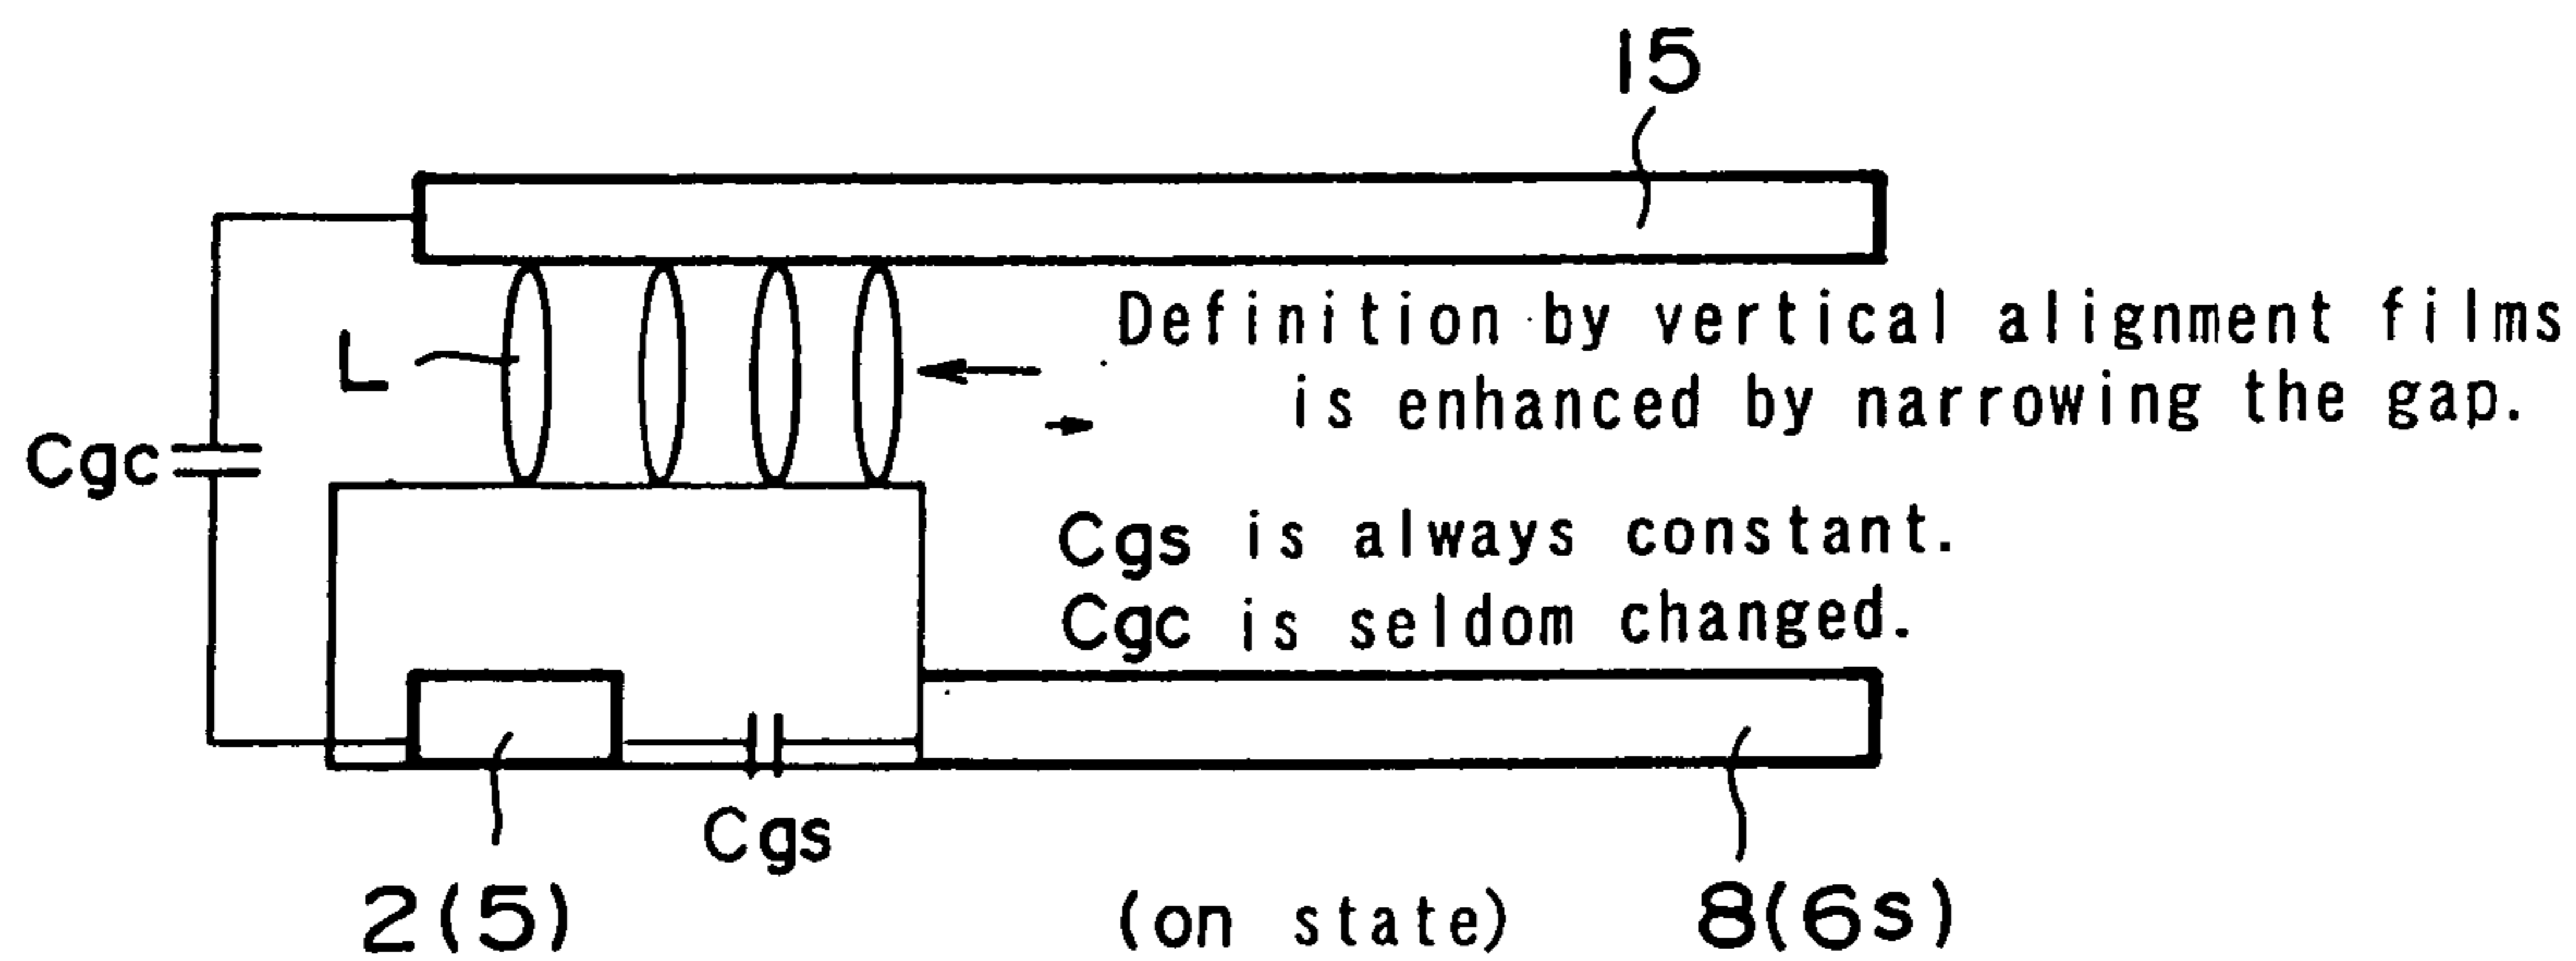 15
Definition by vertical alignment films
is enhanced by narrowing the gap.
L
Cgc
Cgs is always constant.
Cgc is seldom changed.
Cgs
2(5)
(on state)
8(6s)